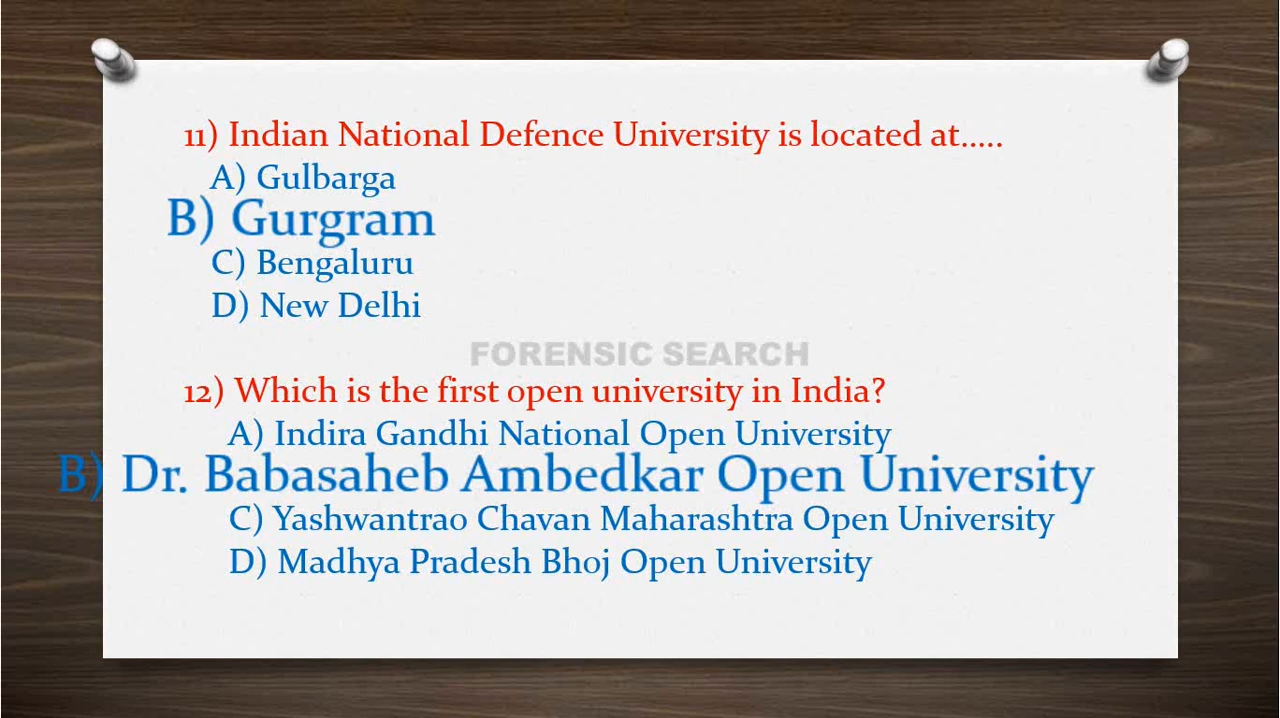 11) Indian National Defence University is located at.....
A) Gulbarga
B) Gurgram
C) Bengaluru
D) New Delhi
FORENSIC SEARCH
12) Which is the first open university in India?
A) Indira Gandhi National Open University
B) Dr. Babasaheb Ambedkar Open University
C) Yashwantrao Chavan Maharashtra Open University
D) Madhya Pradesh Bhoj Open University